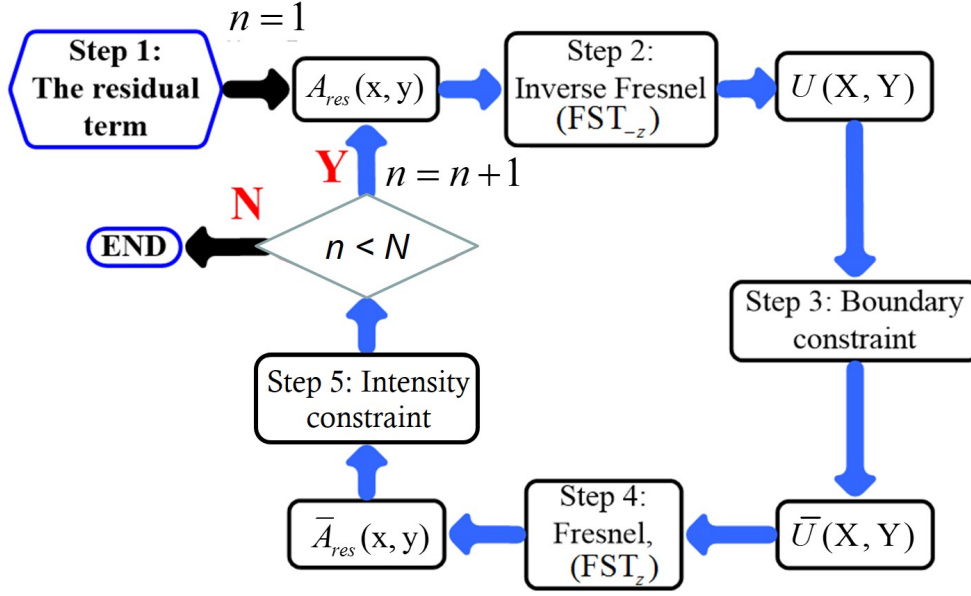 n = 1
Step 1:
The residual
term
A_res (x, y)
Step 2:
Inverse Fresnel
(FST_−z)
U (X, Y)
Y
n = n +1
N
END
n < N
Step 3: Boundary
constraint
Step 5: Intensity
constraint
A̅_res (x, y)
Step 4:
Fresnel,
(FST_z)
U̅ (X, Y)